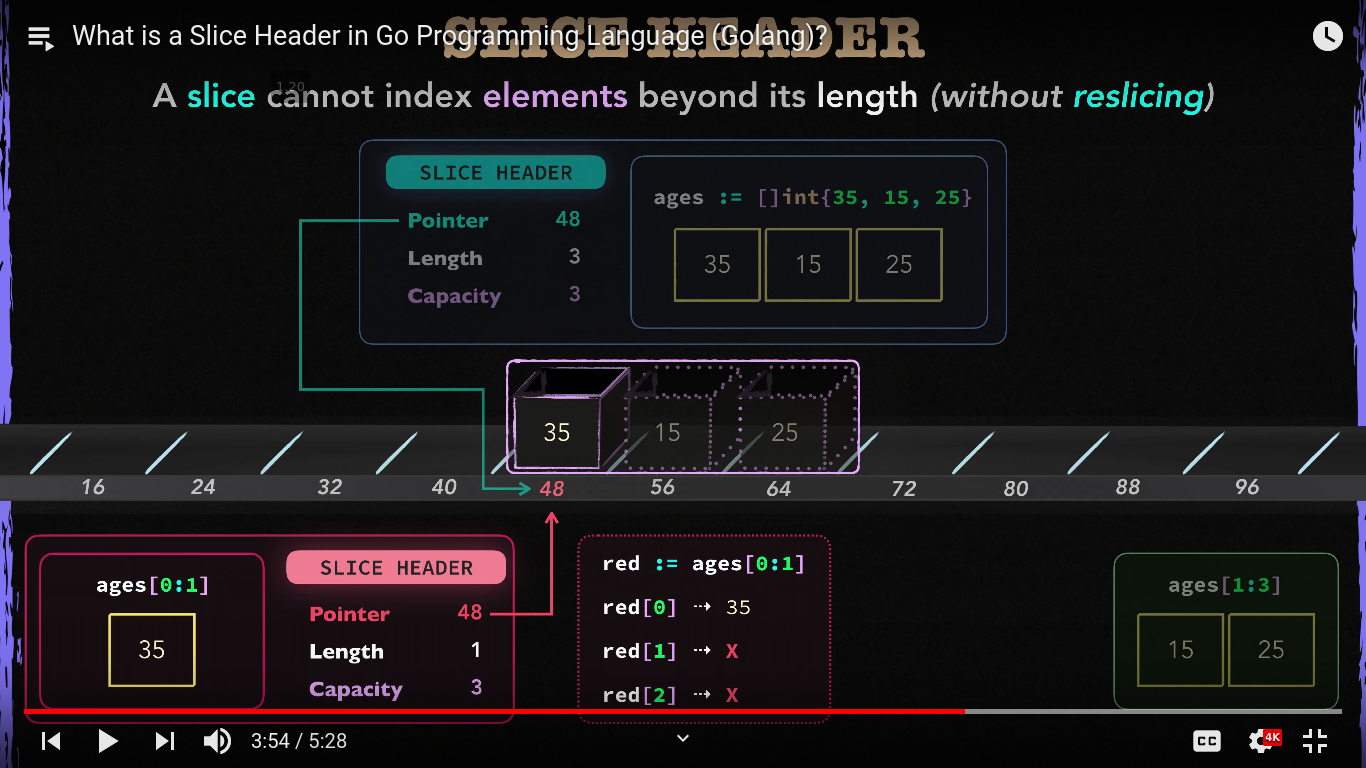 SLICE HEADER
What is a Slice Header in Go Programming Language (Golang)?
1:20
A slice cannot index elements beyond its length (without reslicing)
SLICE HEADER
Pointer 48
Length 3
Capacity 3
ages := []int{35, 15, 25}
35 15 25
35 15 25
16 24 32 40 48 56 64 72 80 88 96
ages[0:1]
35
SLICE HEADER
Pointer 48
Length 1
Capacity 3
red := ages[0:1]
red[0] ⇢ 35
red[1] ⇢ X
red[2] ⇢ X
ages[1:3]
15 25
3:54 / 5:28
CC
4K